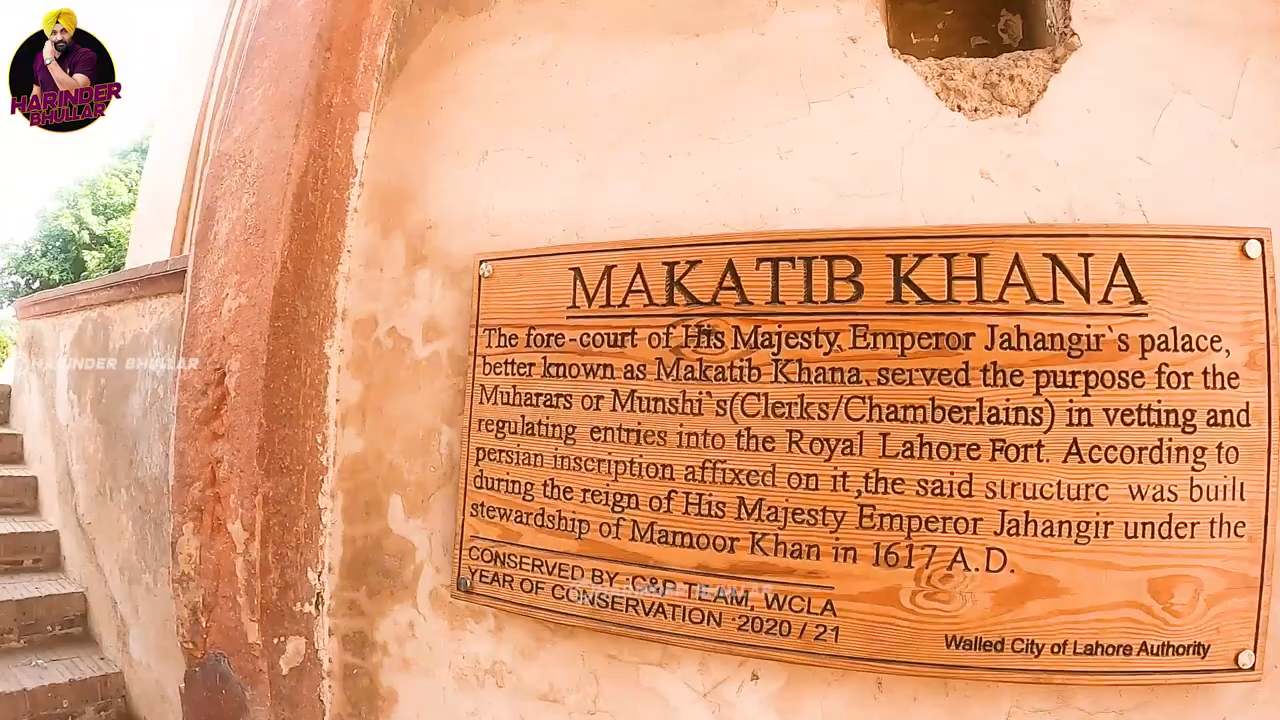 HARINDER
BHULLAR
HARINDER BHULLAR
MAKATIB KHANA
The fore-court of His Majesty, Emperor Jahangir`s palace,
better known as Makatib Khana, served the purpose for the
Muharars or Munshi`s(Clerks/Chamberlains) in vetting and
regulating entries into the Royal Lahore Fort. According to
persian inscription affixed on it,the said structure was built
during the reign of His Majesty Emperor Jahangir under the
stewardship of Mamoor Khan in 1617 A.D.
CONSERVED BY :C&P TEAM, WCLA
YEAR OF CONSERVATION :2020 / 21
Walled City of Lahore Authority